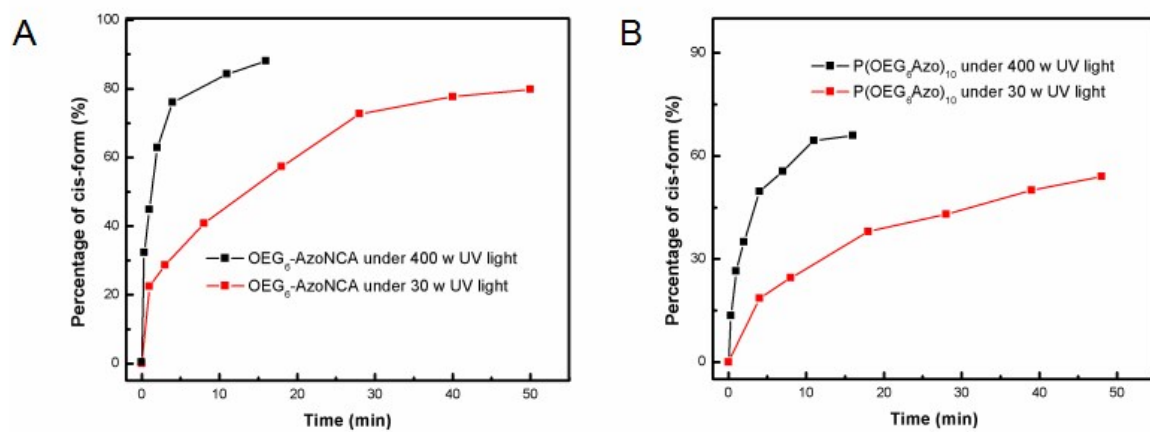 A
Percentage of cis-form (%)
100
80
60
40
20
0
OEG₆-AzoNCA under 400 w UV light
OEG₆-AzoNCA under 30 w UV light
0 10 20 30 40 50
Time (min)
B
Percentage of cis-form (%)
90
60
30
0
P(OEG₆Azo)₁₀ under 400 w UV light
P(OEG₆Azo)₁₀ under 30 w UV light
0 10 20 30 40 50
Time (min)